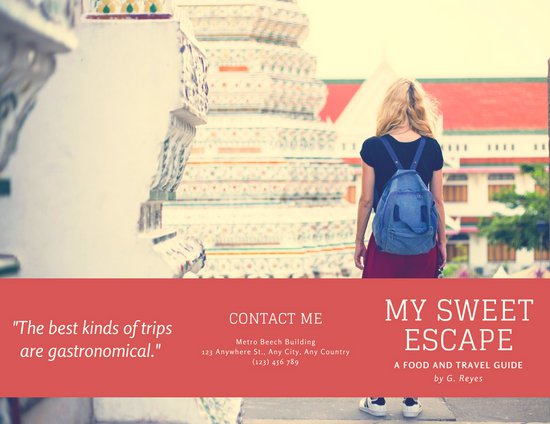 "The best kinds of trips
are gastronomical."
CONTACT ME
Metro Beech Building
123 Anywhere St., Any City, Any Country
(123) 456 789
MY SWEET
ESCAPE
A FOOD AND TRAVEL GUIDE
by G. Reyes